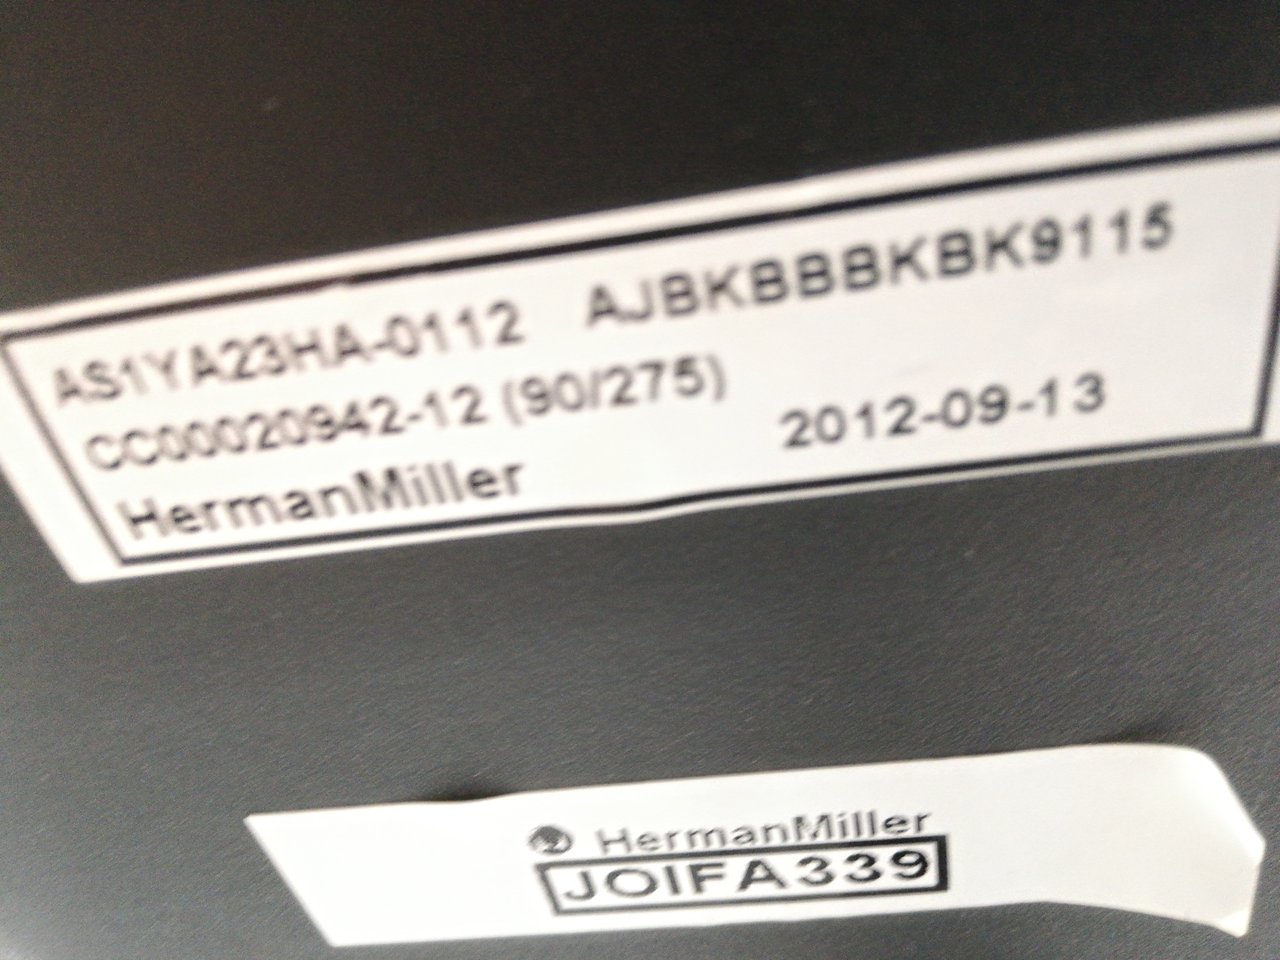 AS1YA23HA-0112 AJBKBBBKBK9115
CC00020942-12 (90/275)
HermanMiller 2012-09-13
HermanMiller
JOIFA339